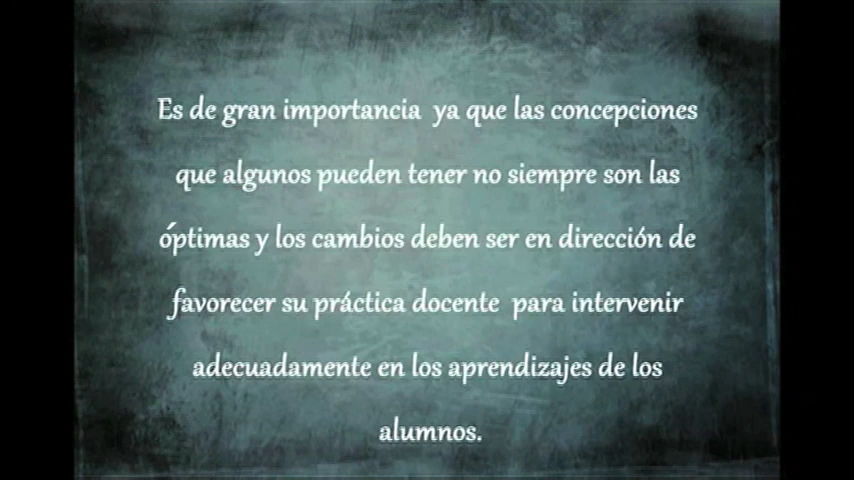 Es de gran importancia ya que las concepciones
que algunos pueden tener no siempre son las
óptimas y los cambios deben ser en dirección de
favorecer su práctica docente para intervenir
adecuadamente en los aprendizajes de los
alumnos.